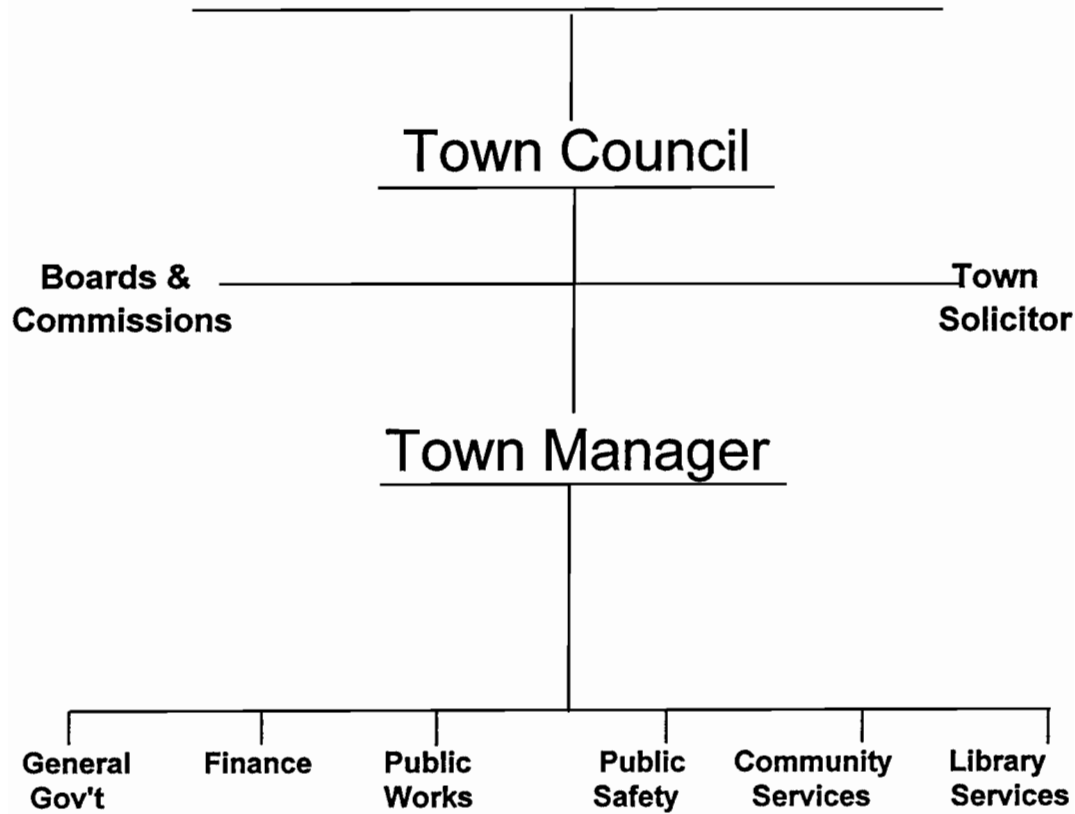 Town Council
Boards &
Commissions
Town
Solicitor
Town Manager
General
Gov't
Finance
Public
Works
Public
Safety
Community
Services
Library
Services